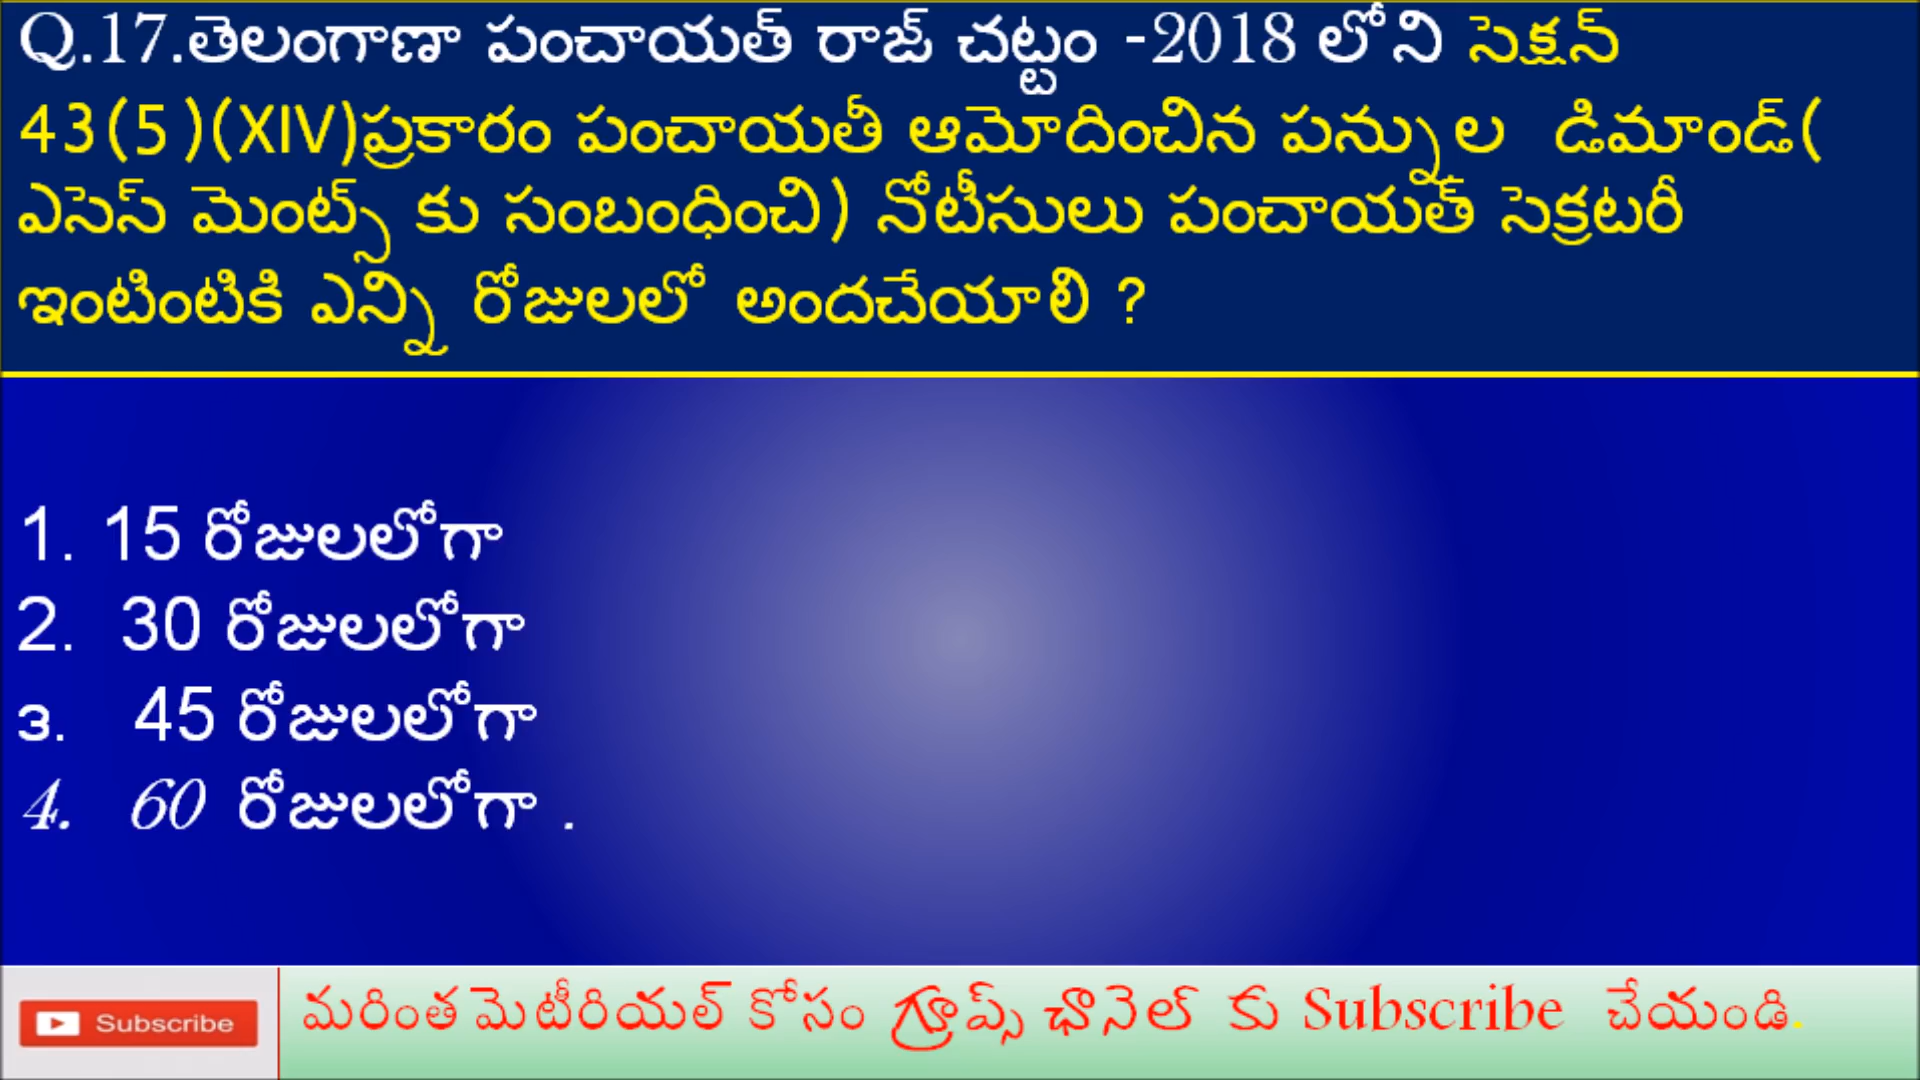 Q.17.తెలంగాణా పంచాయత్ రాజ్ చట్టం -2018 లోని సెక్షన్
43(5)(XIV)ప్రకారం పంచాయతీ ఆమోదించిన పన్నుల డిమాండ్(
ఎసెస్ మెంట్స్ కు సంబంధించి) నోటీసులు పంచాయత్ సెక్రటరీ
ఇంటింటికి ఎన్ని రోజులలో అందచేయాలి ?
1. 15 రోజులలోగా
2. 30 రోజులలోగా
3. 45 రోజులలోగా
4. 60 రోజులలోగా .
Subscribe
మరింత మెటీరియల్ కోసం గ్రూప్స్ ఛానెల్ కు Subscribe చేయండి.